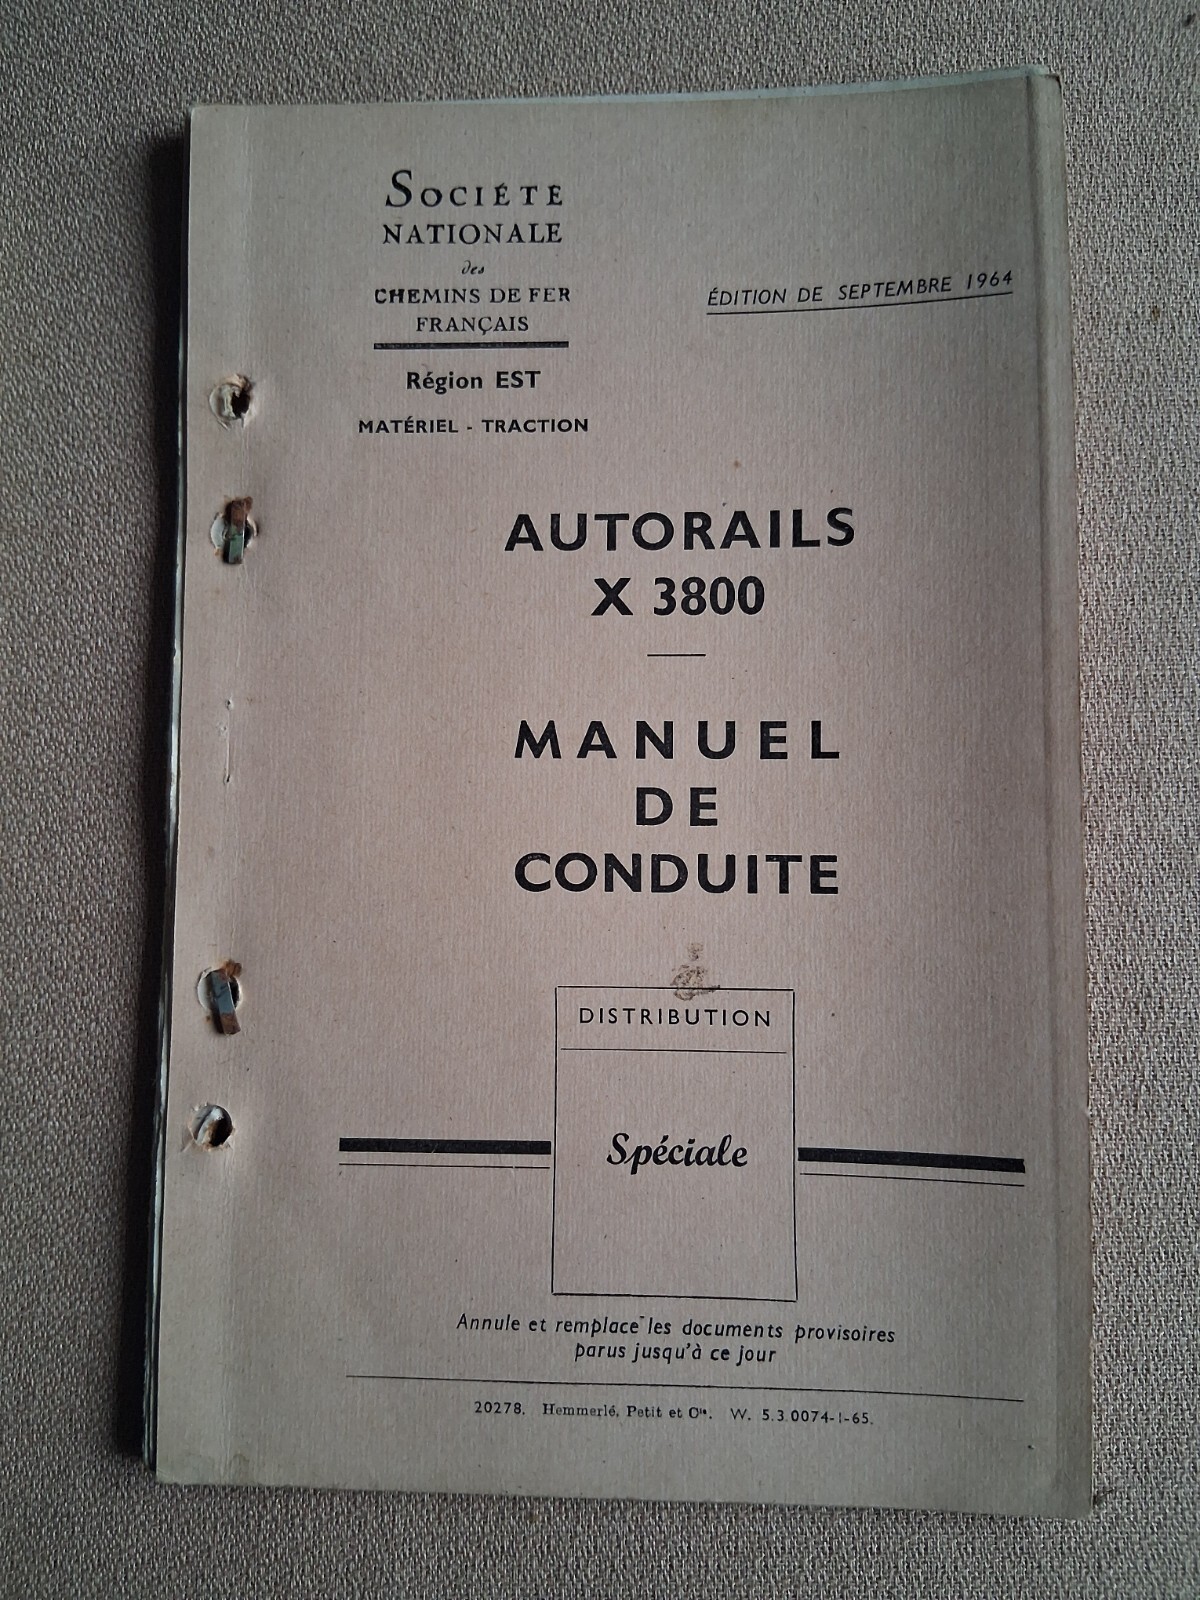 SOCIÉTÉ
NATIONALE
des
CHEMINS DE FER
FRANÇAIS
Région EST
MATÉRIEL - TRACTION
ÉDITION DE SEPTEMBRE 1964
AUTORAILS
X 3800
MANUEL
DE
CONDUITE
DISTRIBUTION
Spéciale
Annule et remplace les documents provisoires
parus jusqu'à ce jour
20278. Hemmerlé, Petit et Cie. W. 5.3.0074-1-65.